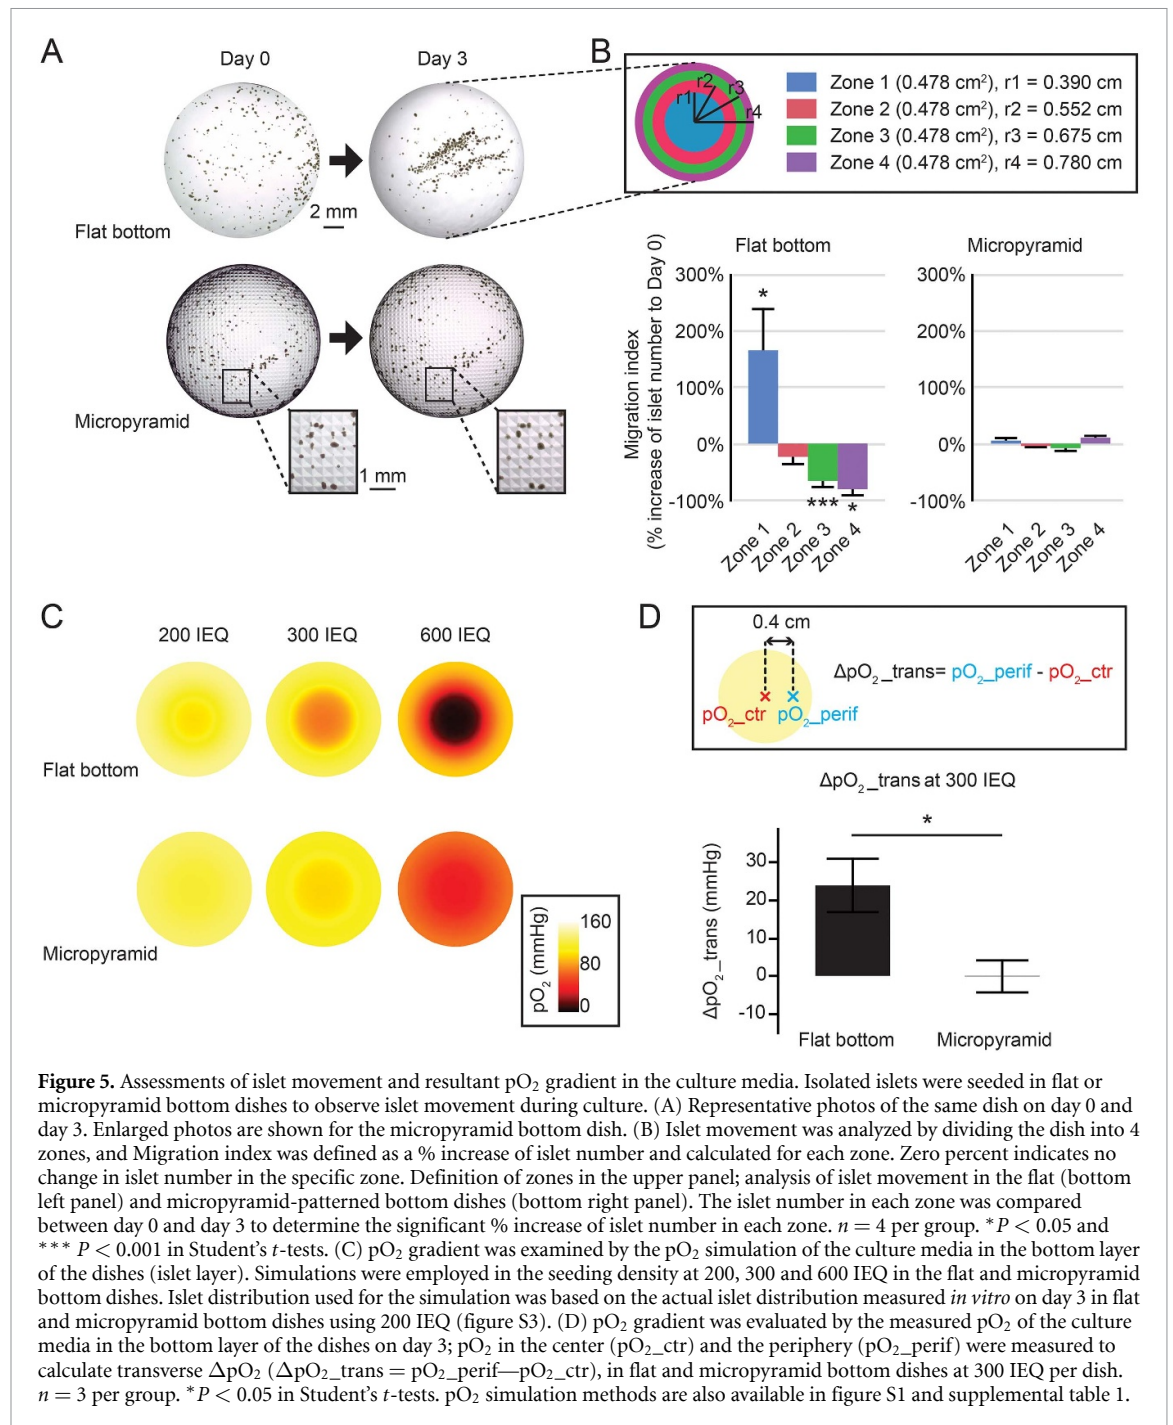 A
Day 0
Day 3
Flat bottom
2 mm
Micropyramid
1 mm
B
r1
r2
r3
r4
Zone 1 (0.478 cm²), r1 = 0.390 cm
Zone 2 (0.478 cm²), r2 = 0.552 cm
Zone 3 (0.478 cm²), r3 = 0.675 cm
Zone 4 (0.478 cm²), r4 = 0.780 cm
Migration index
(% increase of islet number to Day 0)
Flat bottom
300%
200%
100%
0%
-100%
*
***
*
Zone 1
Zone 2
Zone 3
Zone 4
Micropyramid
300%
200%
100%
0%
-100%
Zone 1
Zone 2
Zone 3
Zone 4
C
200 IEQ
300 IEQ
600 IEQ
Flat bottom
Micropyramid
pO₂ (mmHg)
160
80
0
D
0.4 cm
pO₂_ctr
pO₂_perif
ΔpO₂_trans= pO₂_perif - pO₂_ctr
ΔpO₂_trans at 300 IEQ
*
ΔpO₂_trans (mmHg)
30
20
10
0
-10
Flat bottom
Micropyramid
Figure 5. Assessments of islet movement and resultant pO₂ gradient in the culture media. Isolated islets were seeded in flat or
micropyramid bottom dishes to observe islet movement during culture. (A) Representative photos of the same dish on day 0 and
day 3. Enlarged photos are shown for the micropyramid bottom dish. (B) Islet movement was analyzed by dividing the dish into 4
zones, and Migration index was defined as a % increase of islet number and calculated for each zone. Zero percent indicates no
change in islet number in the specific zone. Definition of zones in the upper panel; analysis of islet movement in the flat (bottom
left panel) and micropyramid-patterned bottom dishes (bottom right panel). The islet number in each zone was compared
between day 0 and day 3 to determine the significant % increase of islet number in each zone. n = 4 per group. *P < 0.05 and
*** P < 0.001 in Student's t-tests. (C) pO₂ gradient was examined by the pO₂ simulation of the culture media in the bottom layer
of the dishes (islet layer). Simulations were employed in the seeding density at 200, 300 and 600 IEQ in the flat and micropyramid
bottom dishes. Islet distribution used for the simulation was based on the actual islet distribution measured in vitro on day 3 in flat
and micropyramid bottom dishes using 200 IEQ (figure S3). (D) pO₂ gradient was evaluated by the measured pO₂ of the culture
media in the bottom layer of the dishes on day 3; pO₂ in the center (pO₂_ctr) and the periphery (pO₂_perif) were measured to
calculate transverse ΔpO₂ (ΔpO₂_trans = pO₂_perif—pO₂_ctr), in flat and micropyramid bottom dishes at 300 IEQ per dish.
n = 3 per group. *P < 0.05 in Student's t-tests. pO₂ simulation methods are also available in figure S1 and supplemental table 1.